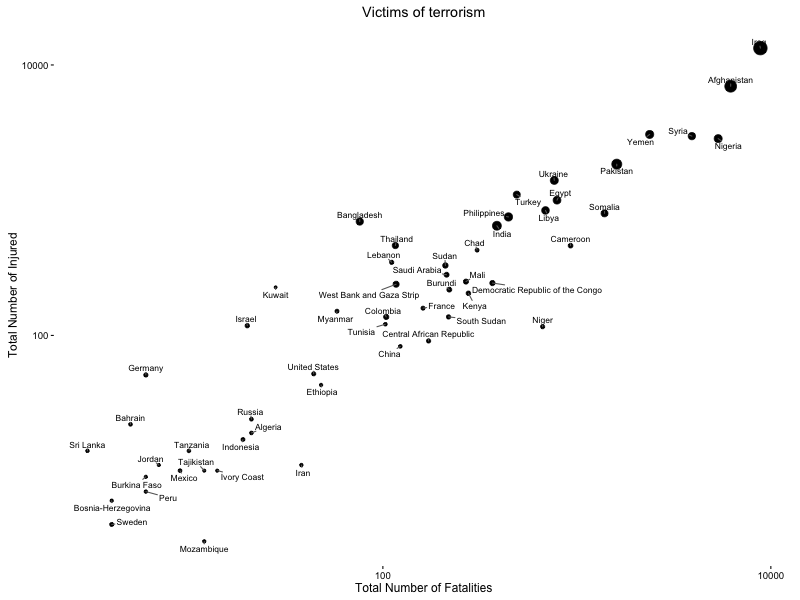 Victims of terrorism
Iraq
10000
Afghanistan
Yemen
Syria
Nigeria
Pakistan
Ukraine
Egypt
Turkey
Somalia
Libya
Philippines
Bangladesh
India
Thailand
Chad
Cameroon
Lebanon
Sudan
Saudi Arabia
Mali
Burundi
Democratic Republic of the Congo
West Bank and Gaza Strip
Kuwait
France
Kenya
Colombia
Israel
Myanmar
South Sudan
Niger
Tunisia
Central African Republic
100
China
Germany
United States
Ethiopia
Russia
Bahrain
Algeria
Sri Lanka
Tanzania
Indonesia
Jordan
Tajikistan
Iran
Mexico
Ivory Coast
Burkina Faso
Peru
Bosnia-Herzegovina
Sweden
Mozambique
100
10000
Total Number of Fatalities
Total Number of Injured